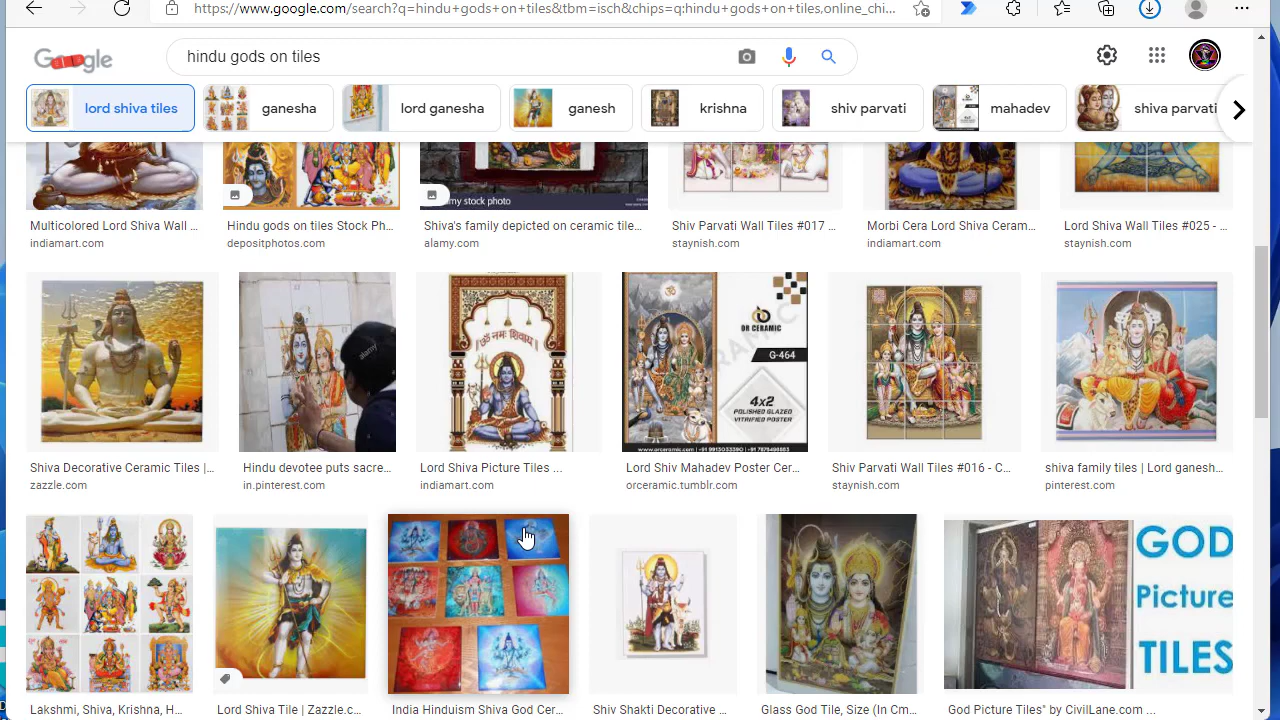 https://www.google.com/search?q=hindu+gods+on+tiles&tbm=isch&chips=q:hindu+gods+on+tiles,online_chi...
Google
hindu gods on tiles
lord shiva tiles
ganesha
lord ganesha
ganesh
krishna
shiv parvati
mahadev
shiva parvati
alamy stock photo
Multicolored Lord Shiva Wall ...
indiamart.com
Hindu gods on tiles Stock Ph...
depositphotos.com
Shiva's family depicted on ceramic tile...
alamy.com
Shiv Parvati Wall Tiles #017 ...
staynish.com
Morbi Cera Lord Shiva Ceram...
indiamart.com
Lord Shiva Wall Tiles #025 - ...
staynish.com
alamy
ॐ नमः शिवाय
ॐ
OR CERAMIC
G-464
4x2
POLISHED GLAZED
VITRIFIED POSTER
www.orceramic.com
Shiva Decorative Ceramic Tiles |...
zazzle.com
Hindu devotee puts sacre...
in.pinterest.com
Lord Shiva Picture Tiles ...
indiamart.com
Lord Shiv Mahadev Poster Cer...
orceramic.tumblr.com
Shiv Parvati Wall Tiles #016 - C...
staynish.com
shiva family tiles | Lord ganesh...
pinterest.com
GOD
Picture
TILES
Lakshmi, Shiva, Krishna, H...
Lord Shiva Tile | Zazzle.c...
India Hinduism Shiva God Cer...
Shiv Shakti Decorative ...
Glass God Tile, Size (In Cm...
God Picture Tiles" by CivilLane.com ...